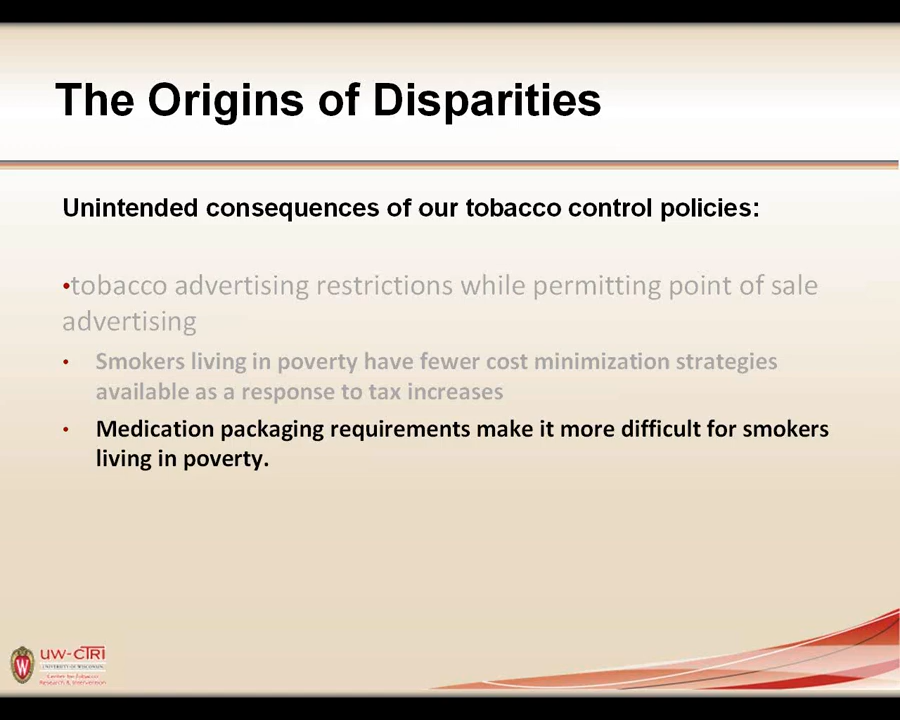 The Origins of Disparities
Unintended consequences of our tobacco control policies:
•tobacco advertising restrictions while permitting point of sale
advertising
• Smokers living in poverty have fewer cost minimization strategies
available as a response to tax increases
• Medication packaging requirements make it more difficult for smokers
living in poverty.
W
UW-CTRI
UNIVERSITY OF WISCONSIN
Center for Tobacco
Research & Intervention